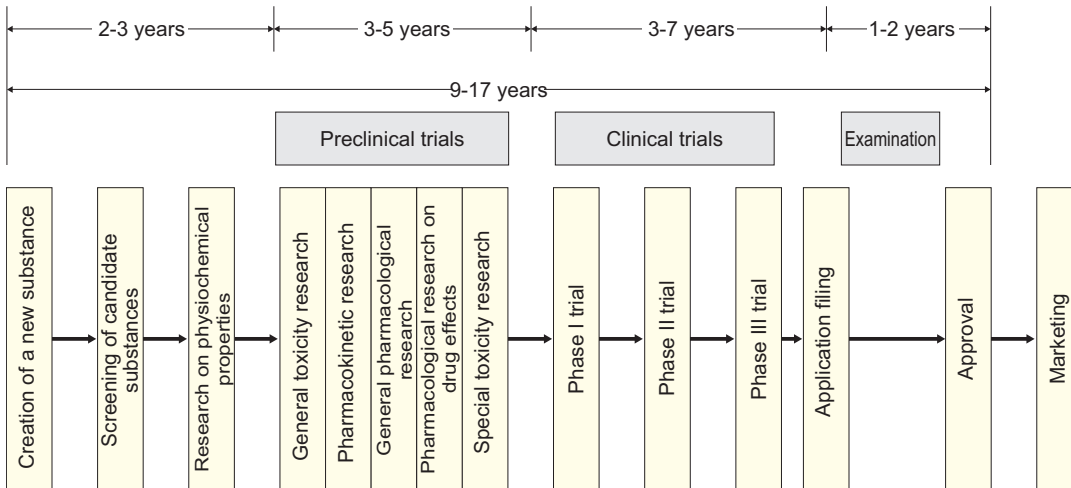 2-3 years
3-5 years
3-7 years
1-2 years
9-17 years
Preclinical trials
Clinical trials
Examination
Creation of a new substance
Screening of candidate
substances
Research on physiochemical
properties
General toxicity research
Pharmacokinetic research
General pharmacological
research
Pharmacological research on
drug effects
Special toxicity research
Phase I trial
Phase II trial
Phase III trial
Application filing
Approval
Marketing